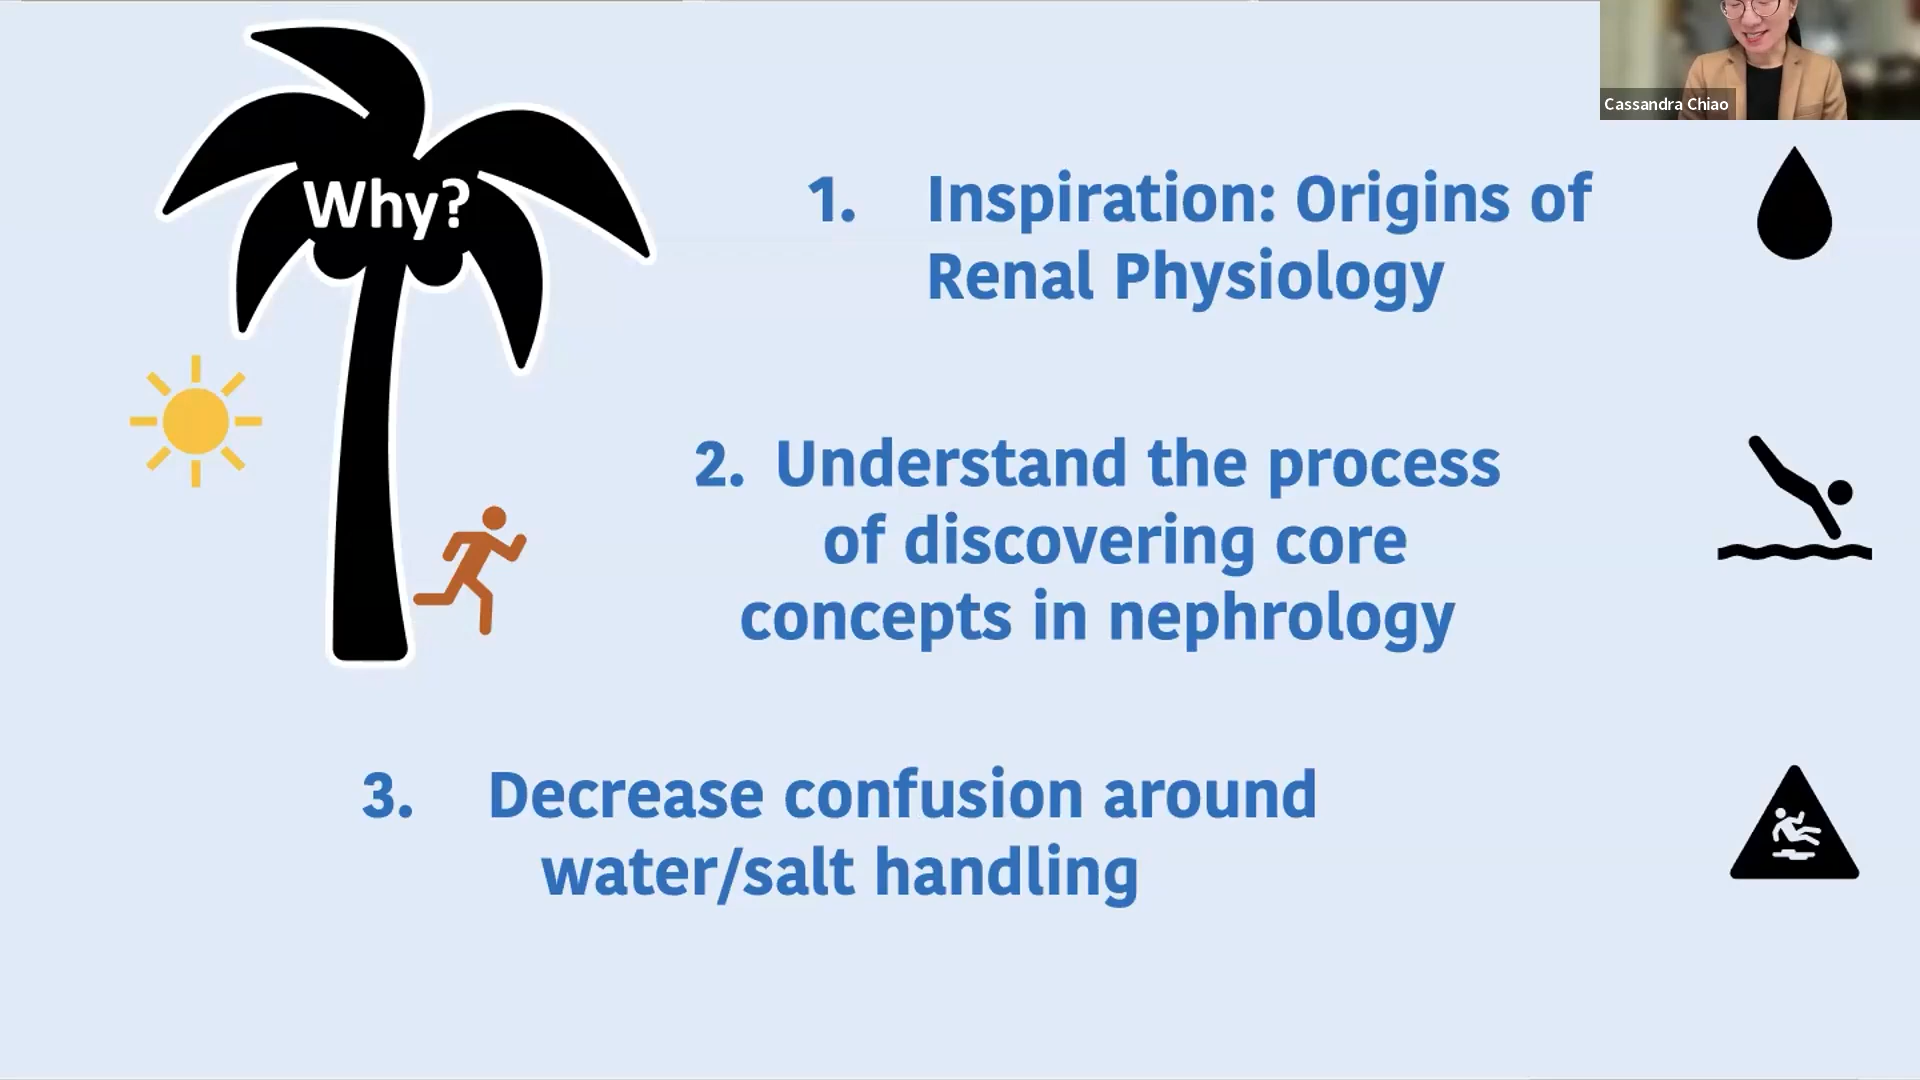 Cassandra Chiao
Why?
1. Inspiration: Origins of
Renal Physiology
2. Understand the process
of discovering core
concepts in nephrology
3. Decrease confusion around
water/salt handling